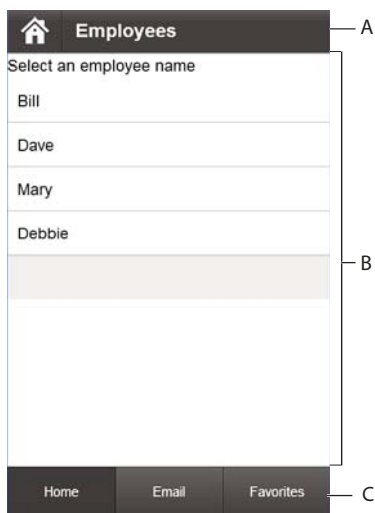 Employees
A
Select an employee name
Bill
Dave
Mary
Debbie
B
Home Email Favorites
C